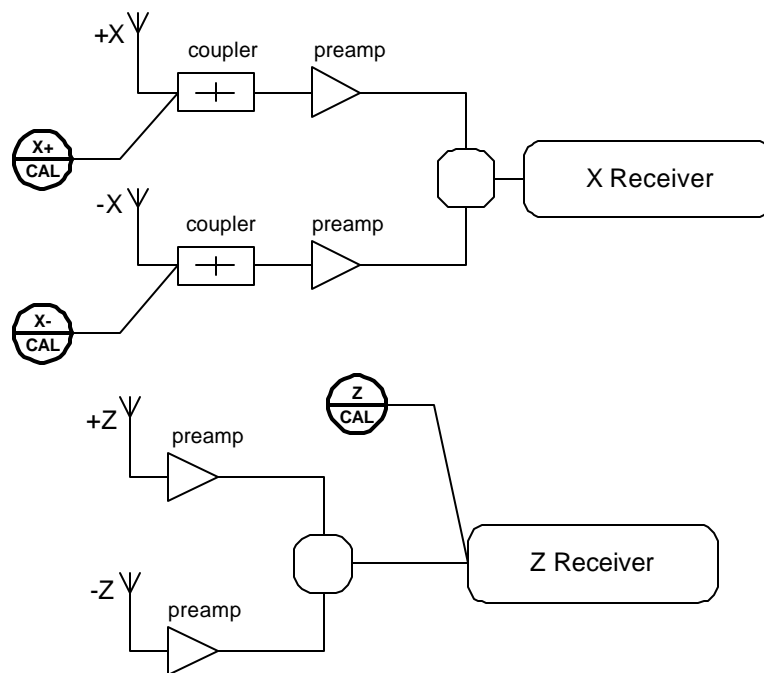 +X
coupler
preamp
X+
CAL
X Receiver
-X
coupler
preamp
X-
CAL
Z
CAL
+Z
preamp
Z Receiver
-Z
preamp